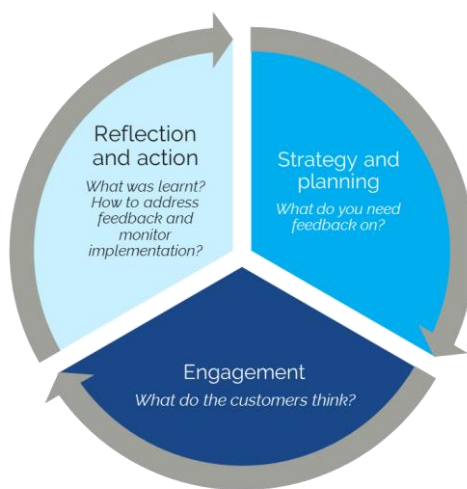 Reflection
and action
What was learnt?
How to address
feedback and
monitor
implementation?
Strategy and
planning
What do you need
feedback on?
Engagement
What do the customers think?